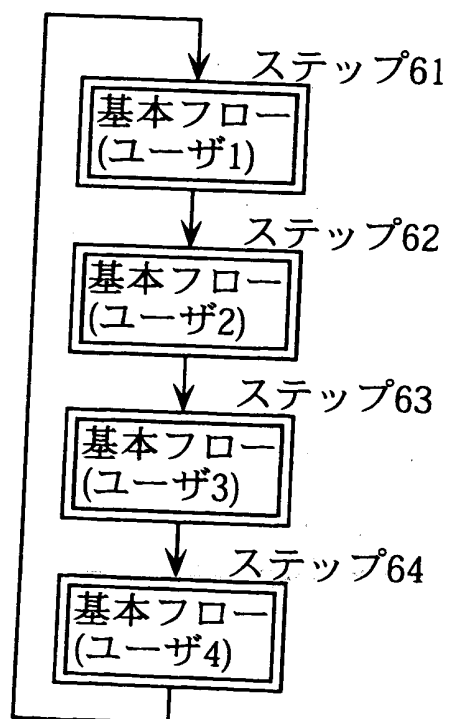 ステップ61
基本フロー
(ユーザ1)
ステップ62
基本フロー
(ユーザ2)
ステップ63
基本フロー
(ユーザ3)
ステップ64
基本フロー
(ユーザ4)